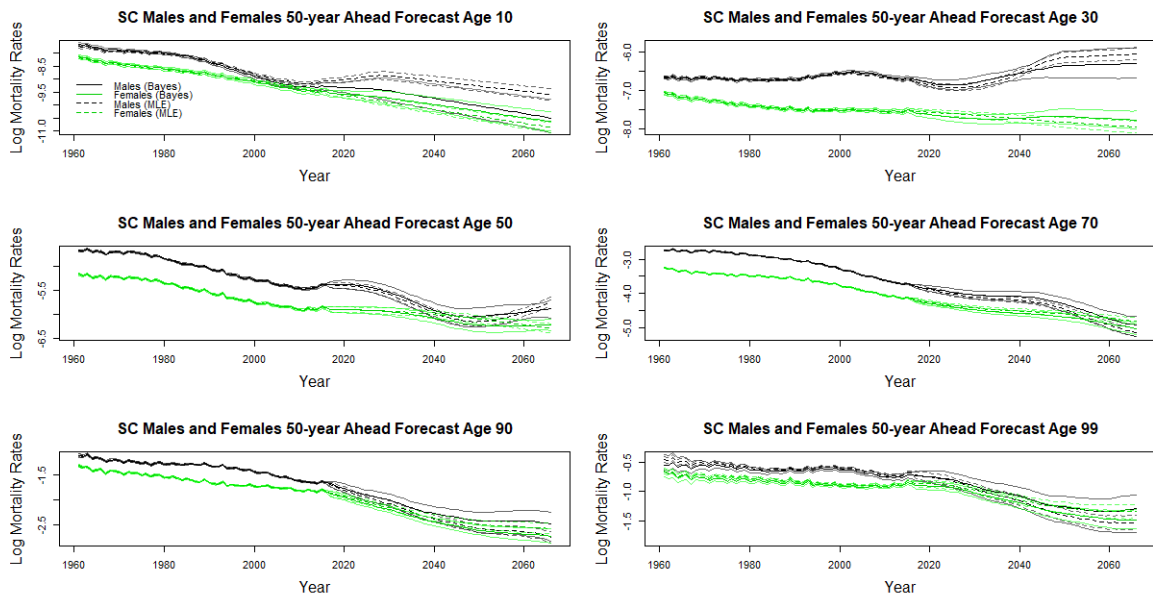 SC Males and Females 50-year Ahead Forecast Age 10
Log Mortality Rates
-8.5
-9.5
-11.0
Males (Bayes)
Females (Bayes)
Males (MLE)
Females (MLE)
1960 1980 2000 2020 2040 2060
Year
SC Males and Females 50-year Ahead Forecast Age 30
Log Mortality Rates
-6.0
-7.0
-8.0
1960 1980 2000 2020 2040 2060
Year
SC Males and Females 50-year Ahead Forecast Age 50
Log Mortality Rates
-5.5
-6.5
1960 1980 2000 2020 2040 2060
Year
SC Males and Females 50-year Ahead Forecast Age 70
Log Mortality Rates
-3.0
-4.0
-5.0
1960 1980 2000 2020 2040 2060
Year
SC Males and Females 50-year Ahead Forecast Age 90
Log Mortality Rates
-1.5
-2.5
1960 1980 2000 2020 2040 2060
Year
SC Males and Females 50-year Ahead Forecast Age 99
Log Mortality Rates
-0.5
-1.0
-1.5
1960 1980 2000 2020 2040 2060
Year